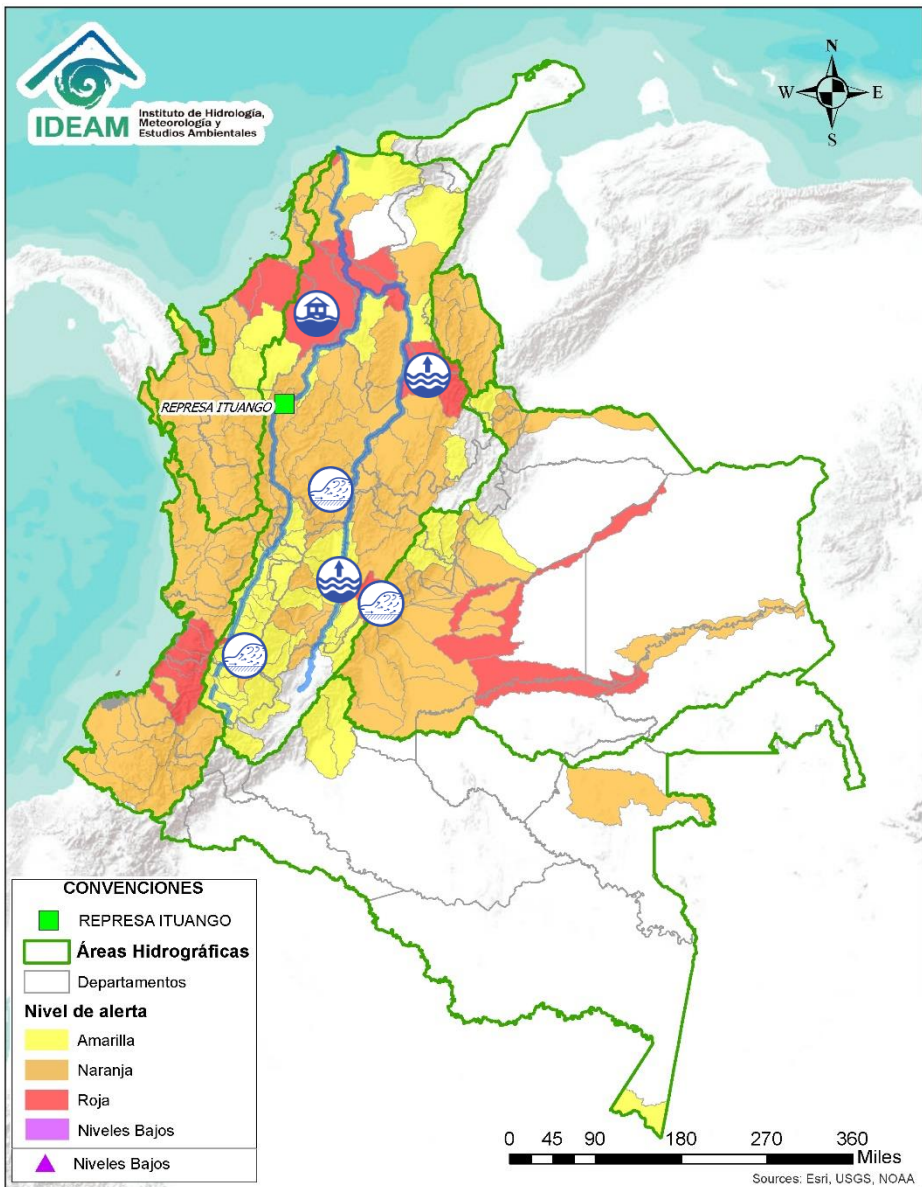 IDEAM
Instituto de Hidrología,
Meteorología y
Estudios Ambientales
N
W
E
S
REPRESA ITUANGO
CONVENCIONES
REPRESA ITUANGO
Áreas Hidrográficas
Departamentos
Nivel de alerta
Amarilla
Naranja
Roja
Niveles Bajos
Niveles Bajos
0 45 90 180 270 360
Miles
Sources: Esri, USGS, NOAA